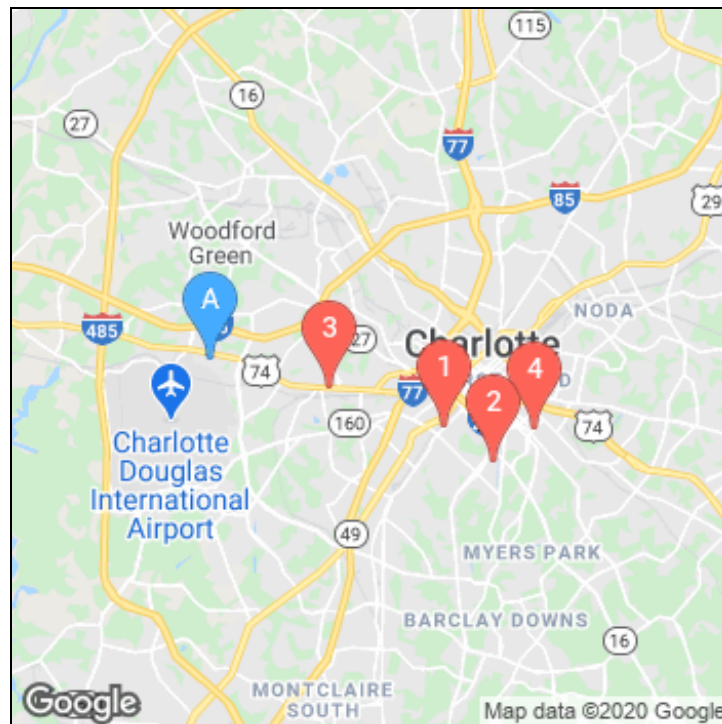 115
16
27
77
85
29
Woodford
Green
A
485
NODA
3
27
Charlotte
74
77
1
4
2
160
74
Charlotte
Douglas
International
Airport
49
MYERS PARK
BARCLAY DOWNS
16
MONTCLAIRE
SOUTH
Google
Map data ©2020 Google